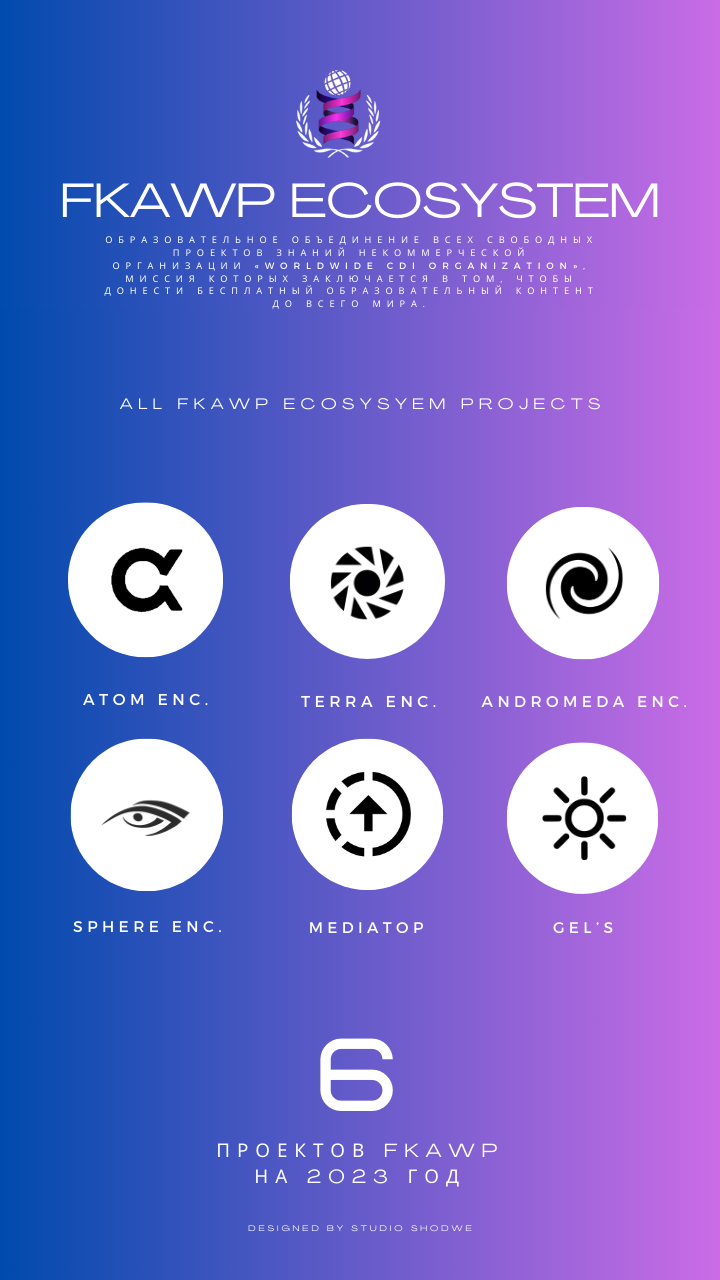 FKAWP ECOSYSTEM
ОБРАЗОВАТЕЛЬНОЕ ОБЪЕДИНЕНИЕ ВСЕХ СВОБОДНЫХ
ПРОЕКТОВ ЗНАНИЙ НЕКОММЕРЧЕСКОЙ
ОРГАНИЗАЦИИ «WORLDWIDE CDI ORGANIZATION»,
МИССИЯ КОТОРЫХ ЗАКЛЮЧАЕТСЯ В ТОМ, ЧТОБЫ
ДОНЕСТИ БЕСПЛАТНЫЙ ОБРАЗОВАТЕЛЬНЫЙ КОНТЕНТ
ДО ВСЕГО МИРА.
ALL FKAWP ECOSYSYEM PROJECTS
ATOM ENC.
TERRA ENC.
ANDROMEDA ENC.
SPHERE ENC.
MEDIATOP
GEL'S
6
ПРОЕКТОВ FKAWP
НА 2023 ГОД
DESIGNED BY STUDIO SHODWE